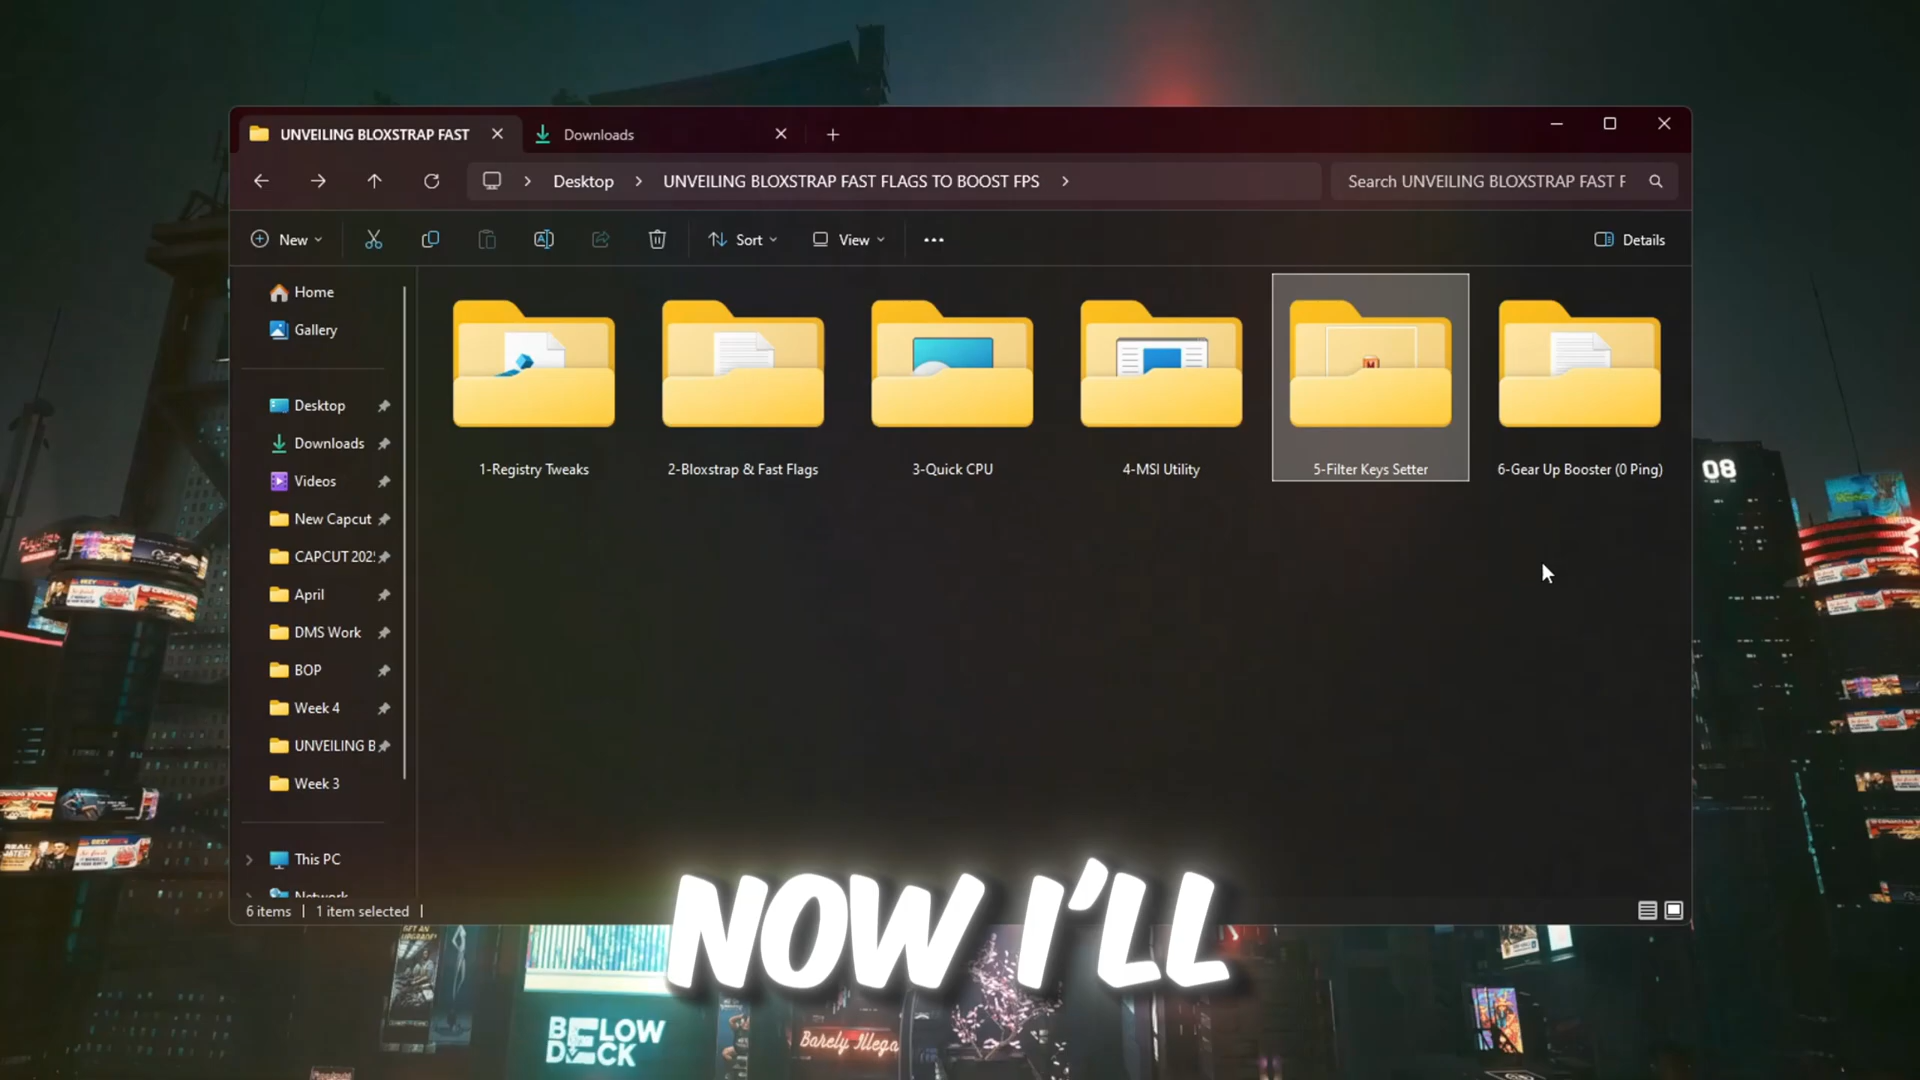 UNVEILING BLOXSTRAP FAST
Downloads
Desktop
UNVEILING BLOXSTRAP FAST FLAGS TO BOOST FPS
Search UNVEILING BLOXSTRAP FAST F
New
Sort
View
Details
Home
Gallery
Desktop
Downloads
Videos
New Capcut
CAPCUT 202
April
DMS Work
BOP
Week 4
UNVEILING B
Week 3
This PC
Network
1-Registry Tweaks
2-Bloxstrap & Fast Flags
3-Quick CPU
4-MSI Utility
5-Filter Keys Setter
6-Gear Up Booster (0 Ping)
6 items
1 item selected
08
NOW I'LL
BELOW
DECK
Barely Illega